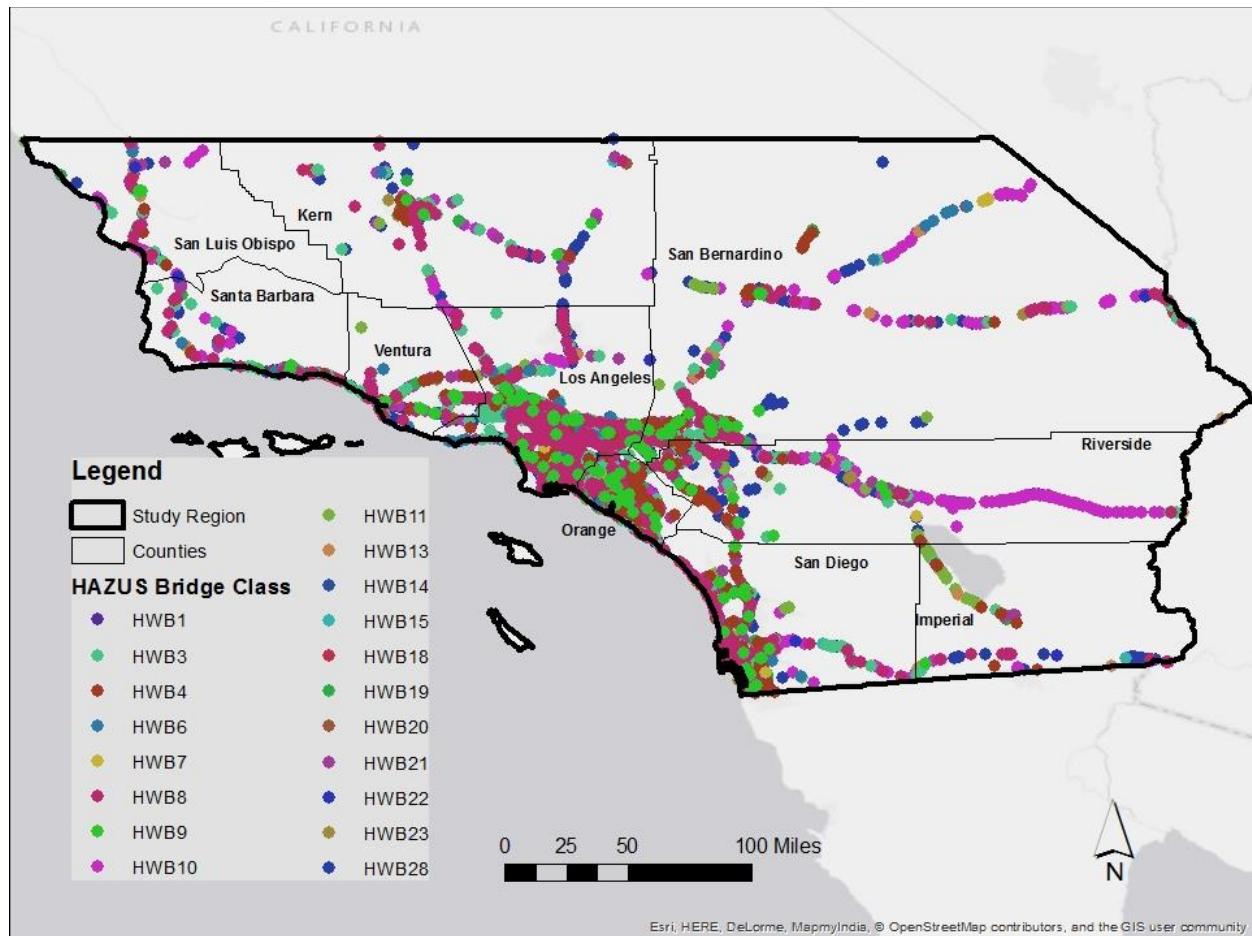 CALIFORNIA
Kern
San Luis Obispo
San Bernardino
Santa Barbara
Ventura
Los Angeles
Riverside
Orange
San Diego
Imperial
Legend
Study Region
Counties
HAZUS Bridge Class
HWB1
HWB3
HWB4
HWB6
HWB7
HWB8
HWB9
HWB10
HWB11
HWB13
HWB14
HWB15
HWB18
HWB19
HWB20
HWB21
HWB22
HWB23
HWB28
0 25 50 100 Miles
N
Esri, HERE, DeLorme, MapmyIndia, © OpenStreetMap contributors, and the GIS user community